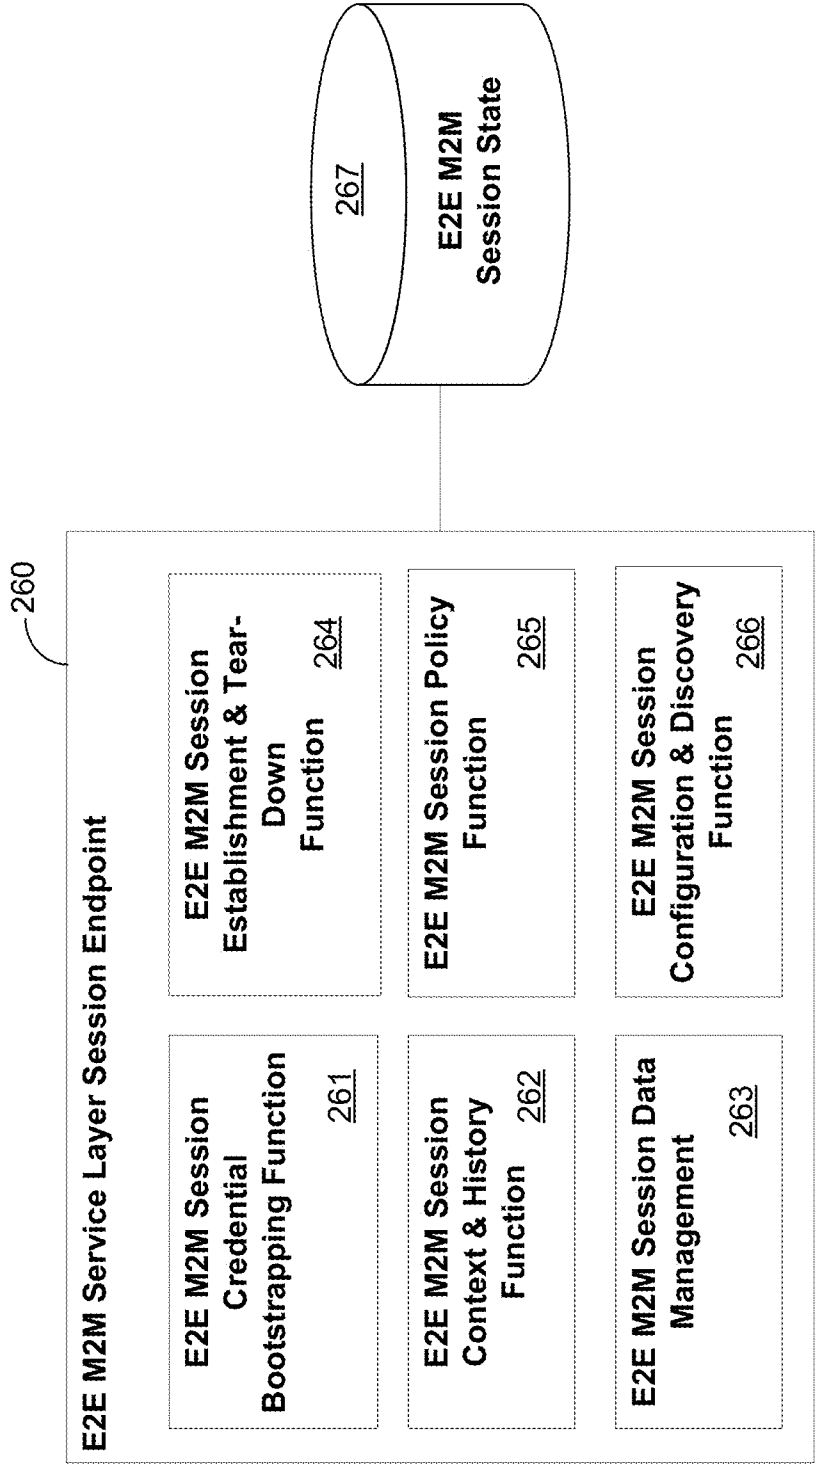 260
E2E M2M Service Layer Session Endpoint
E2E M2M Session
Credential
Bootstrapping Function
261
E2E M2M Session
Establishment & Tear-
Down
Function
264
E2E M2M Session
Context & History
Function
262
E2E M2M Session Policy
Function
265
E2E M2M Session Data
Management
263
E2E M2M Session
Configuration & Discovery
Function
266
267
E2E M2M
Session State